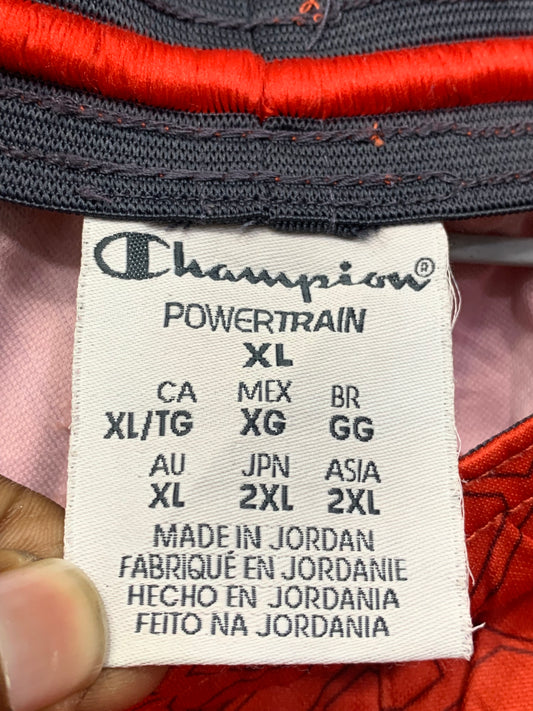 Champion®
POWERTRAIN
XL
CA MEX BR
XL/TG XG GG
AU JPN ASIA
XL 2XL 2XL
MADE IN JORDAN
FABRIQUÉ EN JORDANIE
HECHO EN JORDANIA
FEITO NA JORDANIA